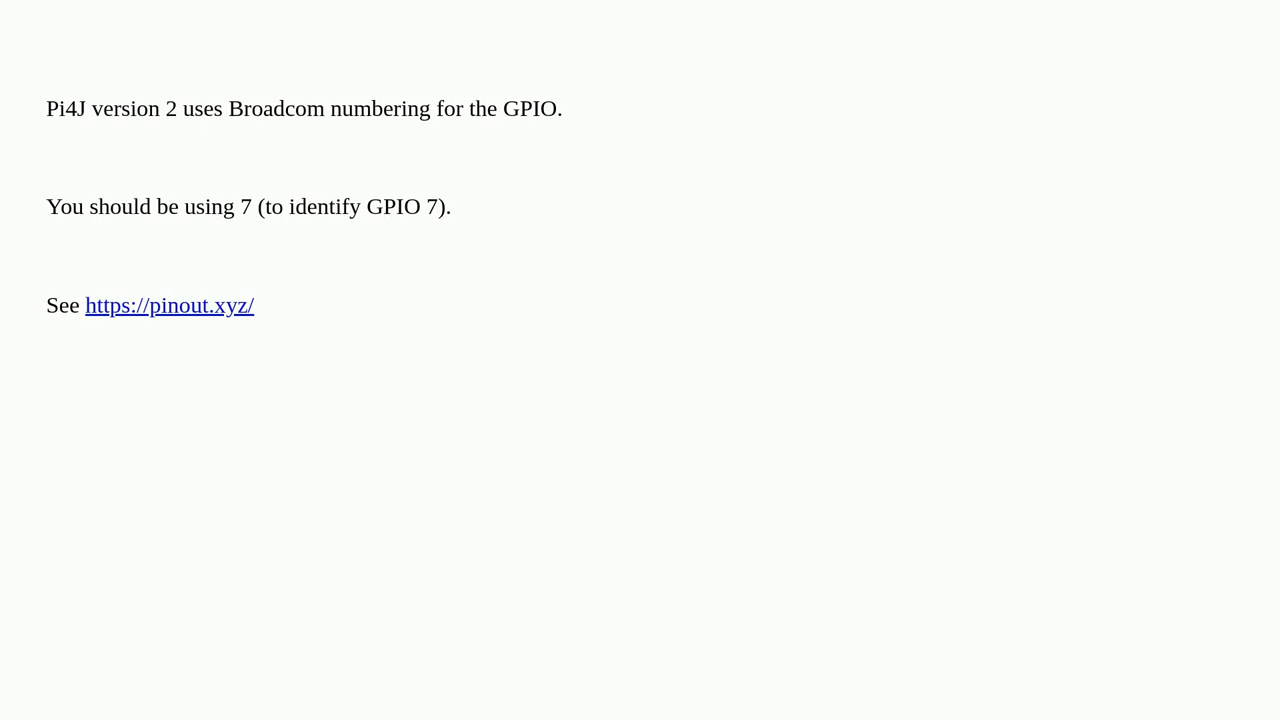 Pi4J version 2 uses Broadcom numbering for the GPIO.
You should be using 7 (to identify GPIO 7).
See https://pinout.xyz/